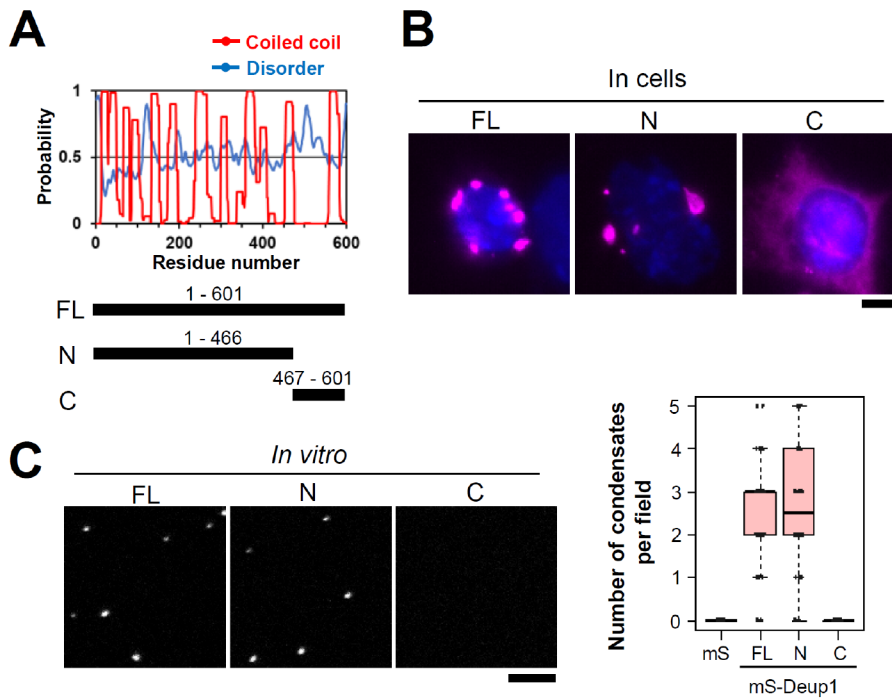 A
Coiled coil
Disorder
Probability
1
0.5
0
0 200 400 600
Residue number
1 - 601
FL
1 - 466
N
467 - 601
C
B
In cells
FL N C
C
In vitro
FL N C
Number of condensates
per field
5
4
3
2
1
0
mS FL N C
mS-Deup1